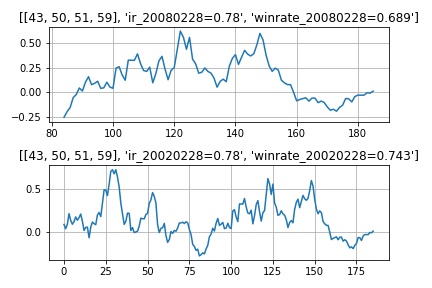 [[43, 50, 51, 59], 'ir_20080228=0.78', 'winrate_20080228=0.689']
0.50
0.25
0.00
−0.25
80 100 120 140 160 180
[[43, 50, 51, 59], 'ir_20020228=0.78', 'winrate_20020228=0.743']
0.5
0.0
0 25 50 75 100 125 150 175